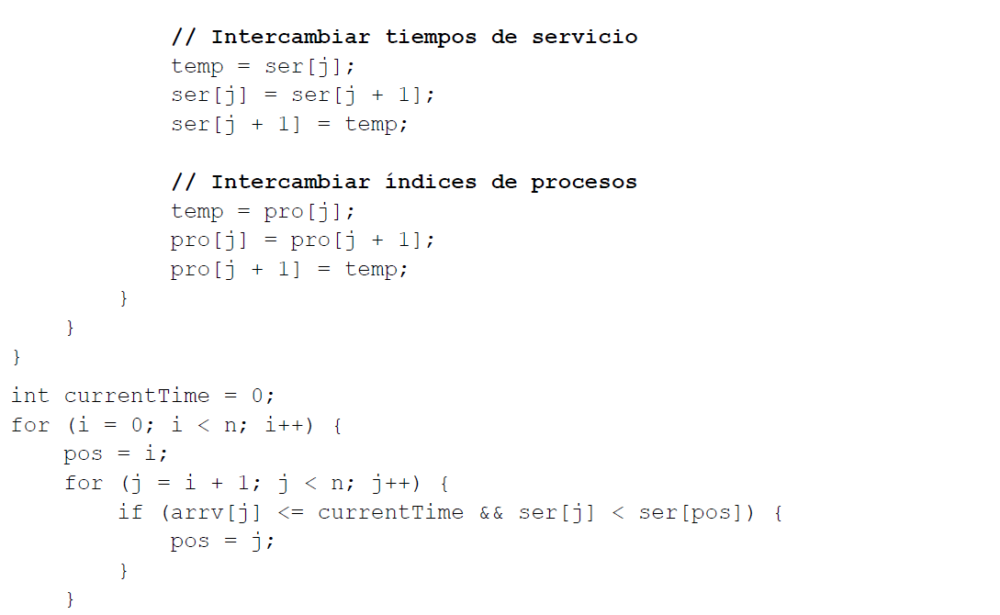 // Intercambiar tiempos de servicio
temp = ser[j];
ser[j] = ser[j + 1];
ser[j + 1] = temp;
// Intercambiar índices de procesos
temp = pro[j];
pro[j] = pro[j + 1];
pro[j + 1] = temp;
}
}
}
int currentTime = 0;
for (i = 0; i < n; i++) {
pos = i;
for (j = i + 1; j < n; j++) {
if (arrv[j] <= currentTime && ser[j] < ser[pos]) {
pos = j;
}
}